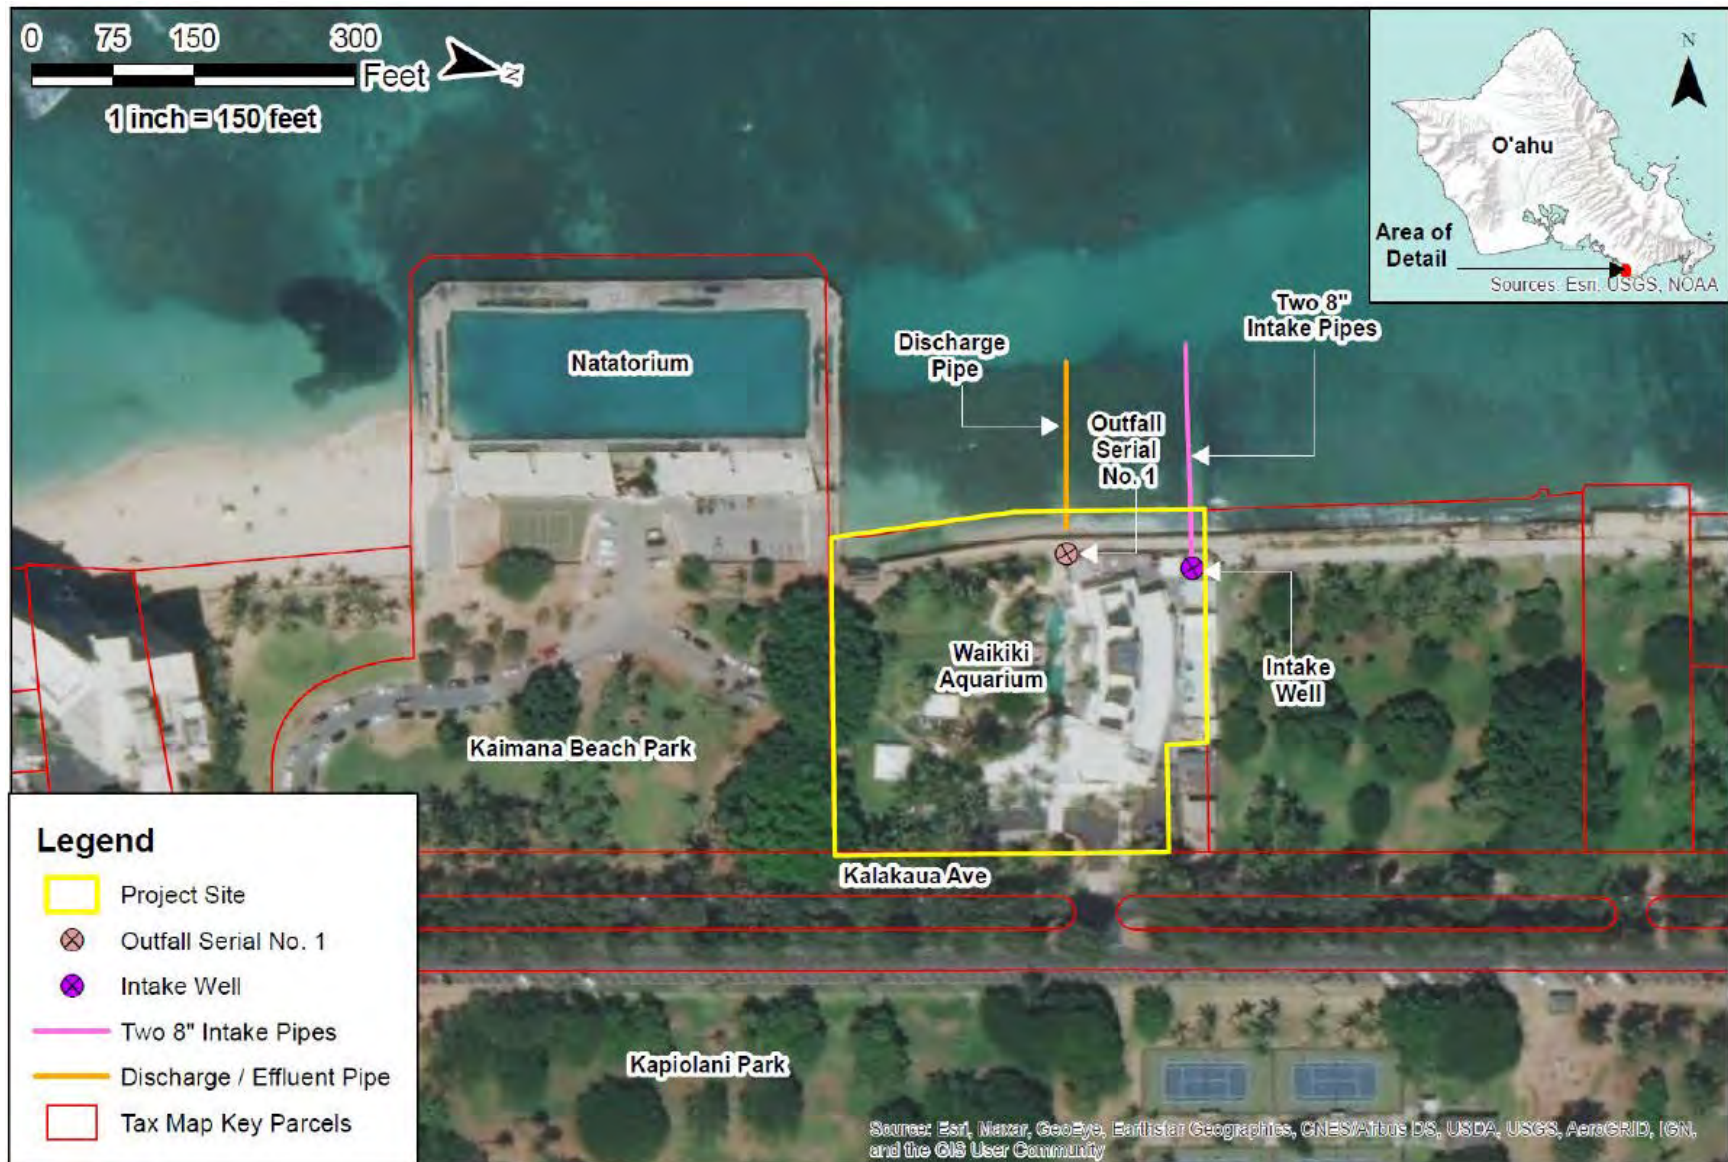 0 75 150 300
Feet
N
1 inch = 150 feet
N
O'ahu
Area of
Detail
Sources: Esri, USGS, NOAA
Two 8"
Intake Pipes
Discharge
Pipe
Natatorium
Outfall
Serial
No. 1
Waikiki
Aquarium
Intake
Well
Kaimana Beach Park
Kalakaua Ave
Kapiolani Park
Legend
Project Site
Outfall Serial No. 1
Intake Well
Two 8" Intake Pipes
Discharge / Effluent Pipe
Tax Map Key Parcels
Source: Esri, Maxar, GeoEye, Earthstar Geographics, CNES/Airbus DS, USDA, USGS, AeroGRID, IGN,
and the GIS User Community